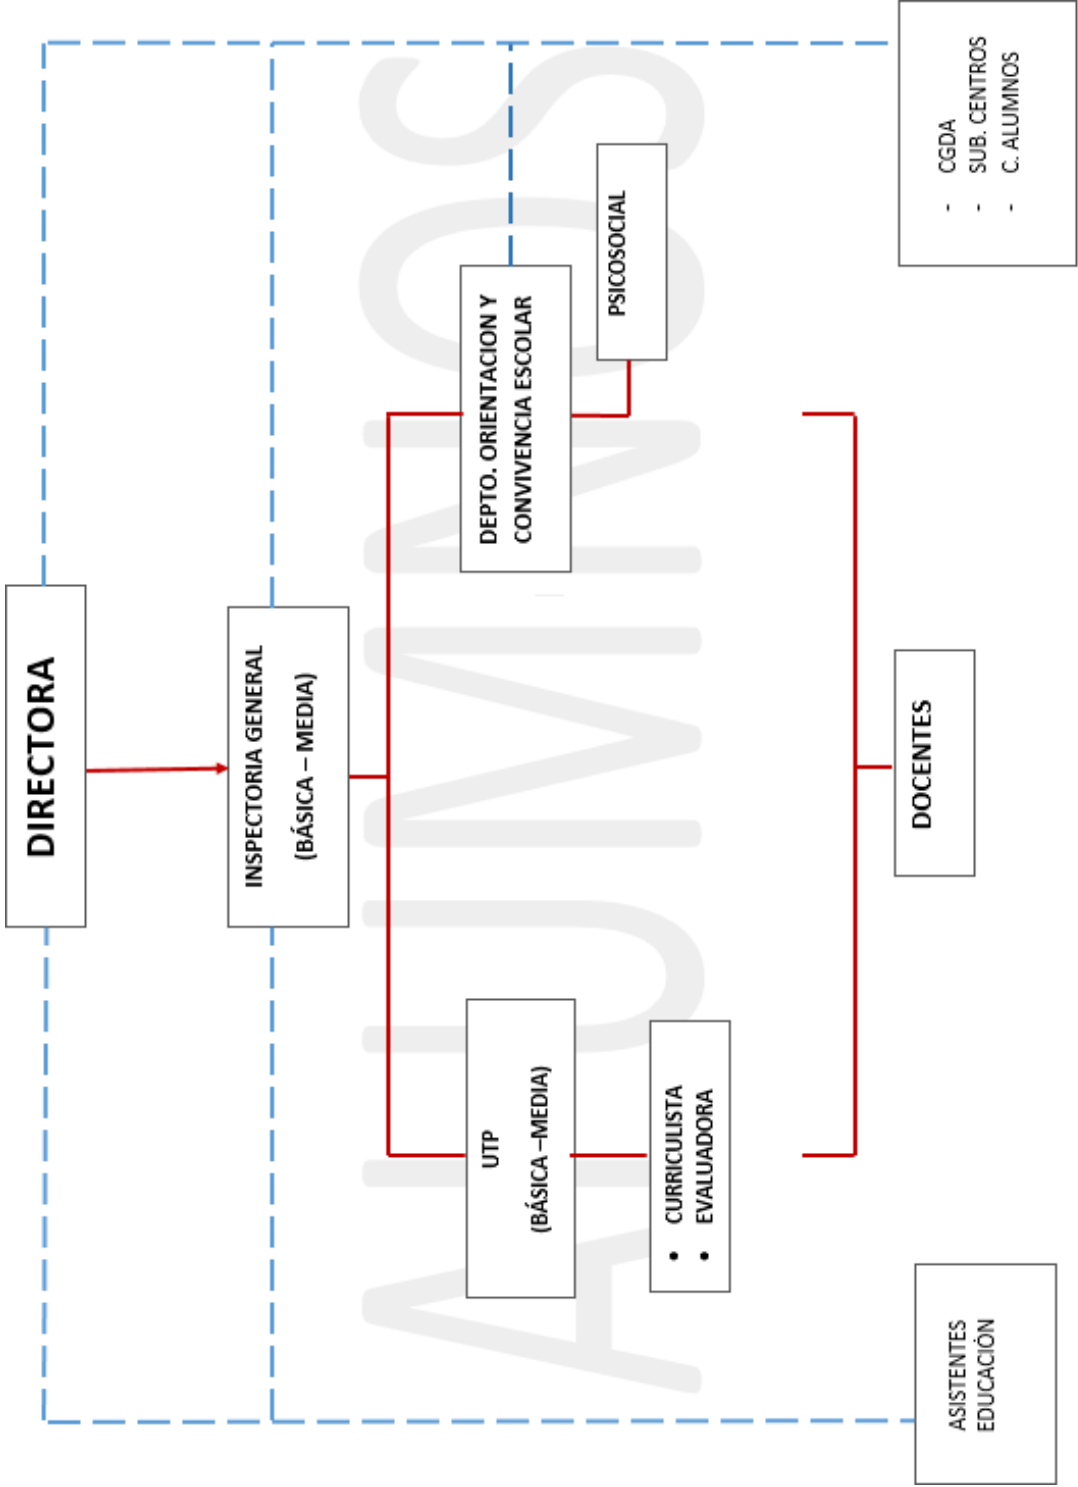 DIRECTORA
INSPECTORIA GENERAL
(BÁSICA – MEDIA)
UTP
(BÁSICA –MEDIA)
DEPTO. ORIENTACION Y
CONVIVENCIA ESCOLAR
PSICOSOCIAL
• CURRICULISTA
• EVALUADORA
ALUMNOS
DOCENTES
ASISTENTES
EDUCACIÓN
- CGDA
- SUB. CENTROS
- C. ALUMNOS